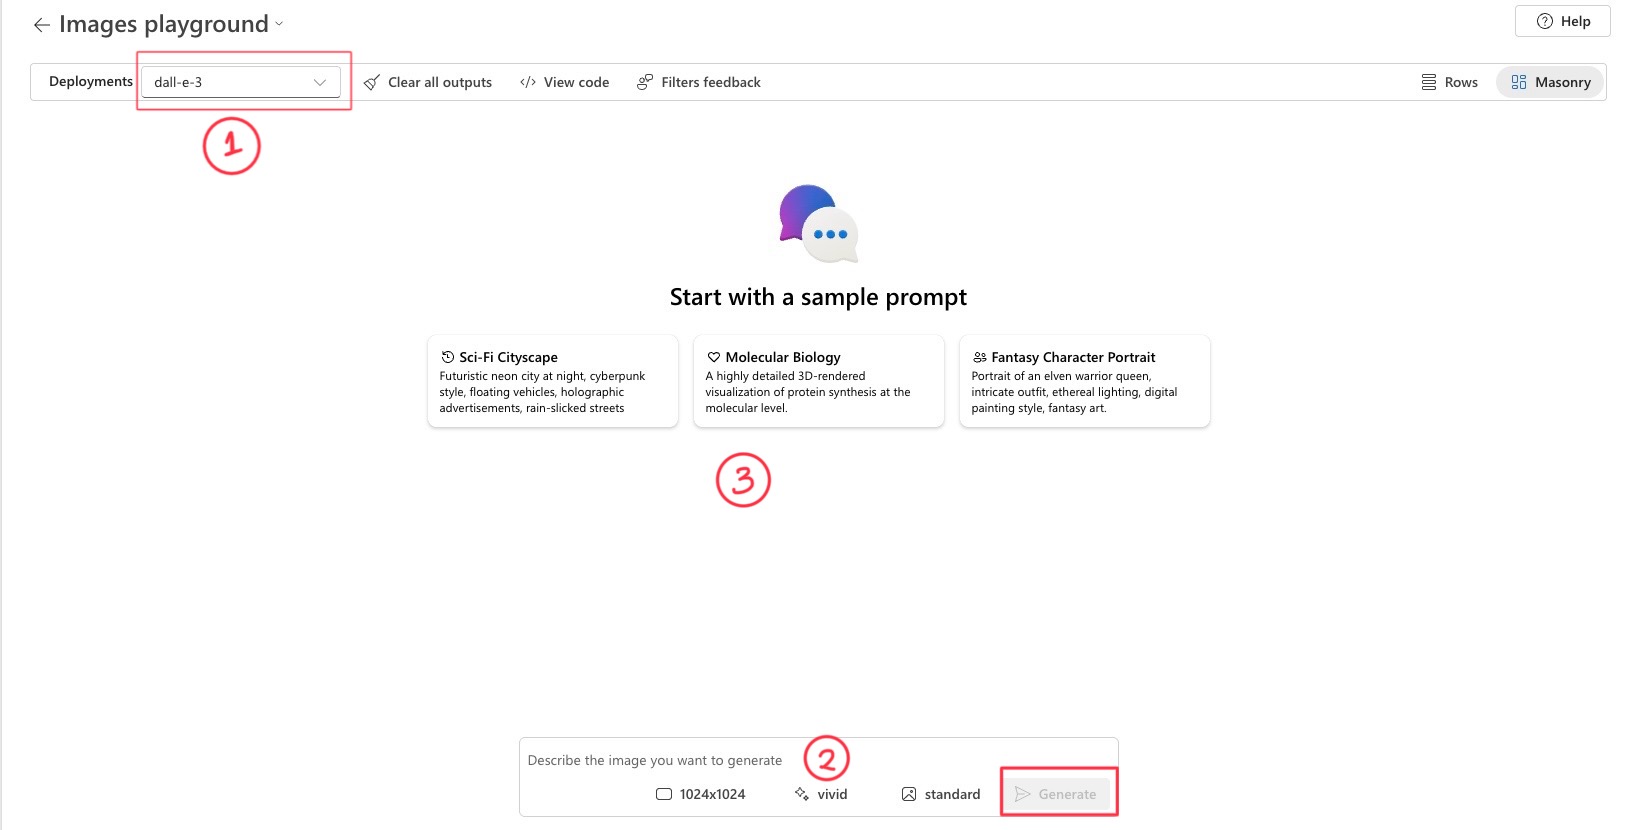 Images playground
Help
Deployments dall-e-3 Clear all outputs </> View code Filters feedback Rows Masonry
1
Start with a sample prompt
Sci-Fi Cityscape
Futuristic neon city at night, cyberpunk
style, floating vehicles, holographic
advertisements, rain-slicked streets
Molecular Biology
A highly detailed 3D-rendered
visualization of protein synthesis at the
molecular level.
Fantasy Character Portrait
Portrait of an elven warrior queen,
intricate outfit, ethereal lighting, digital
painting style, fantasy art.
3
Describe the image you want to generate 2
1024x1024 vivid standard Generate